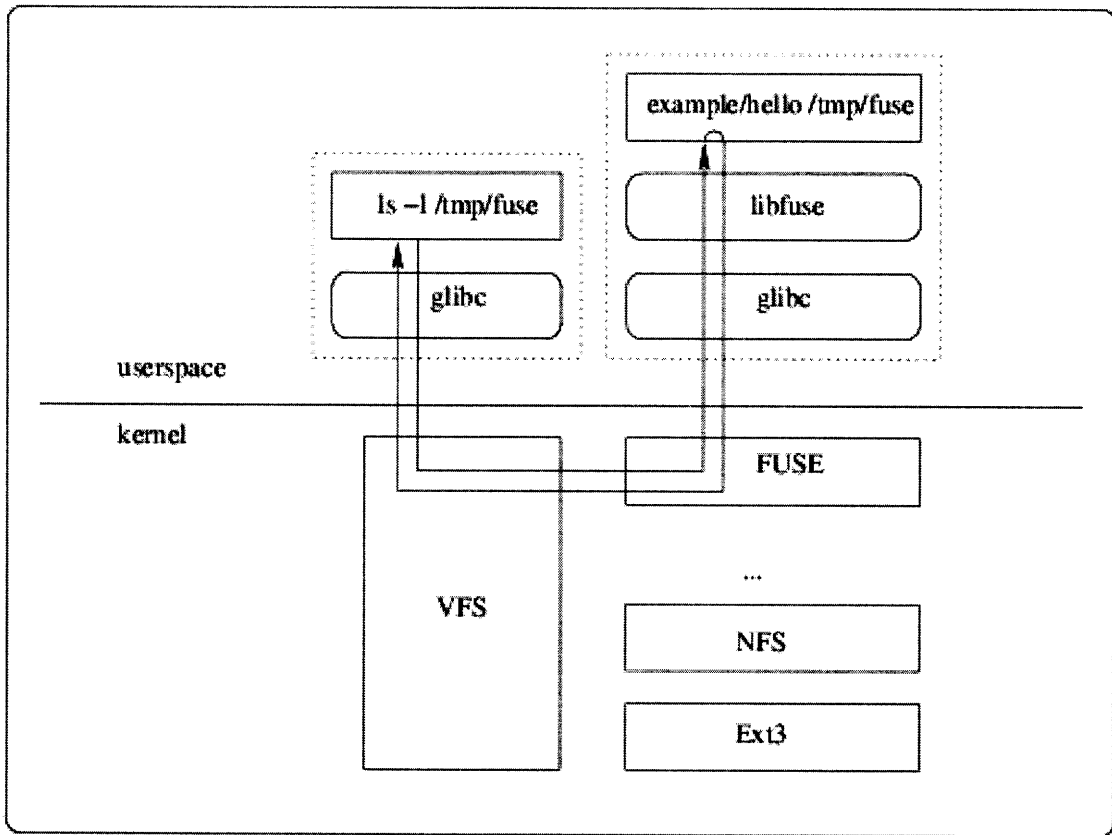 example/hello /tmp/fuse
ls –l /tmp/fuse
libfuse
glibc
glibc
userspace
kernel
FUSE
...
VFS
NFS
Ext3